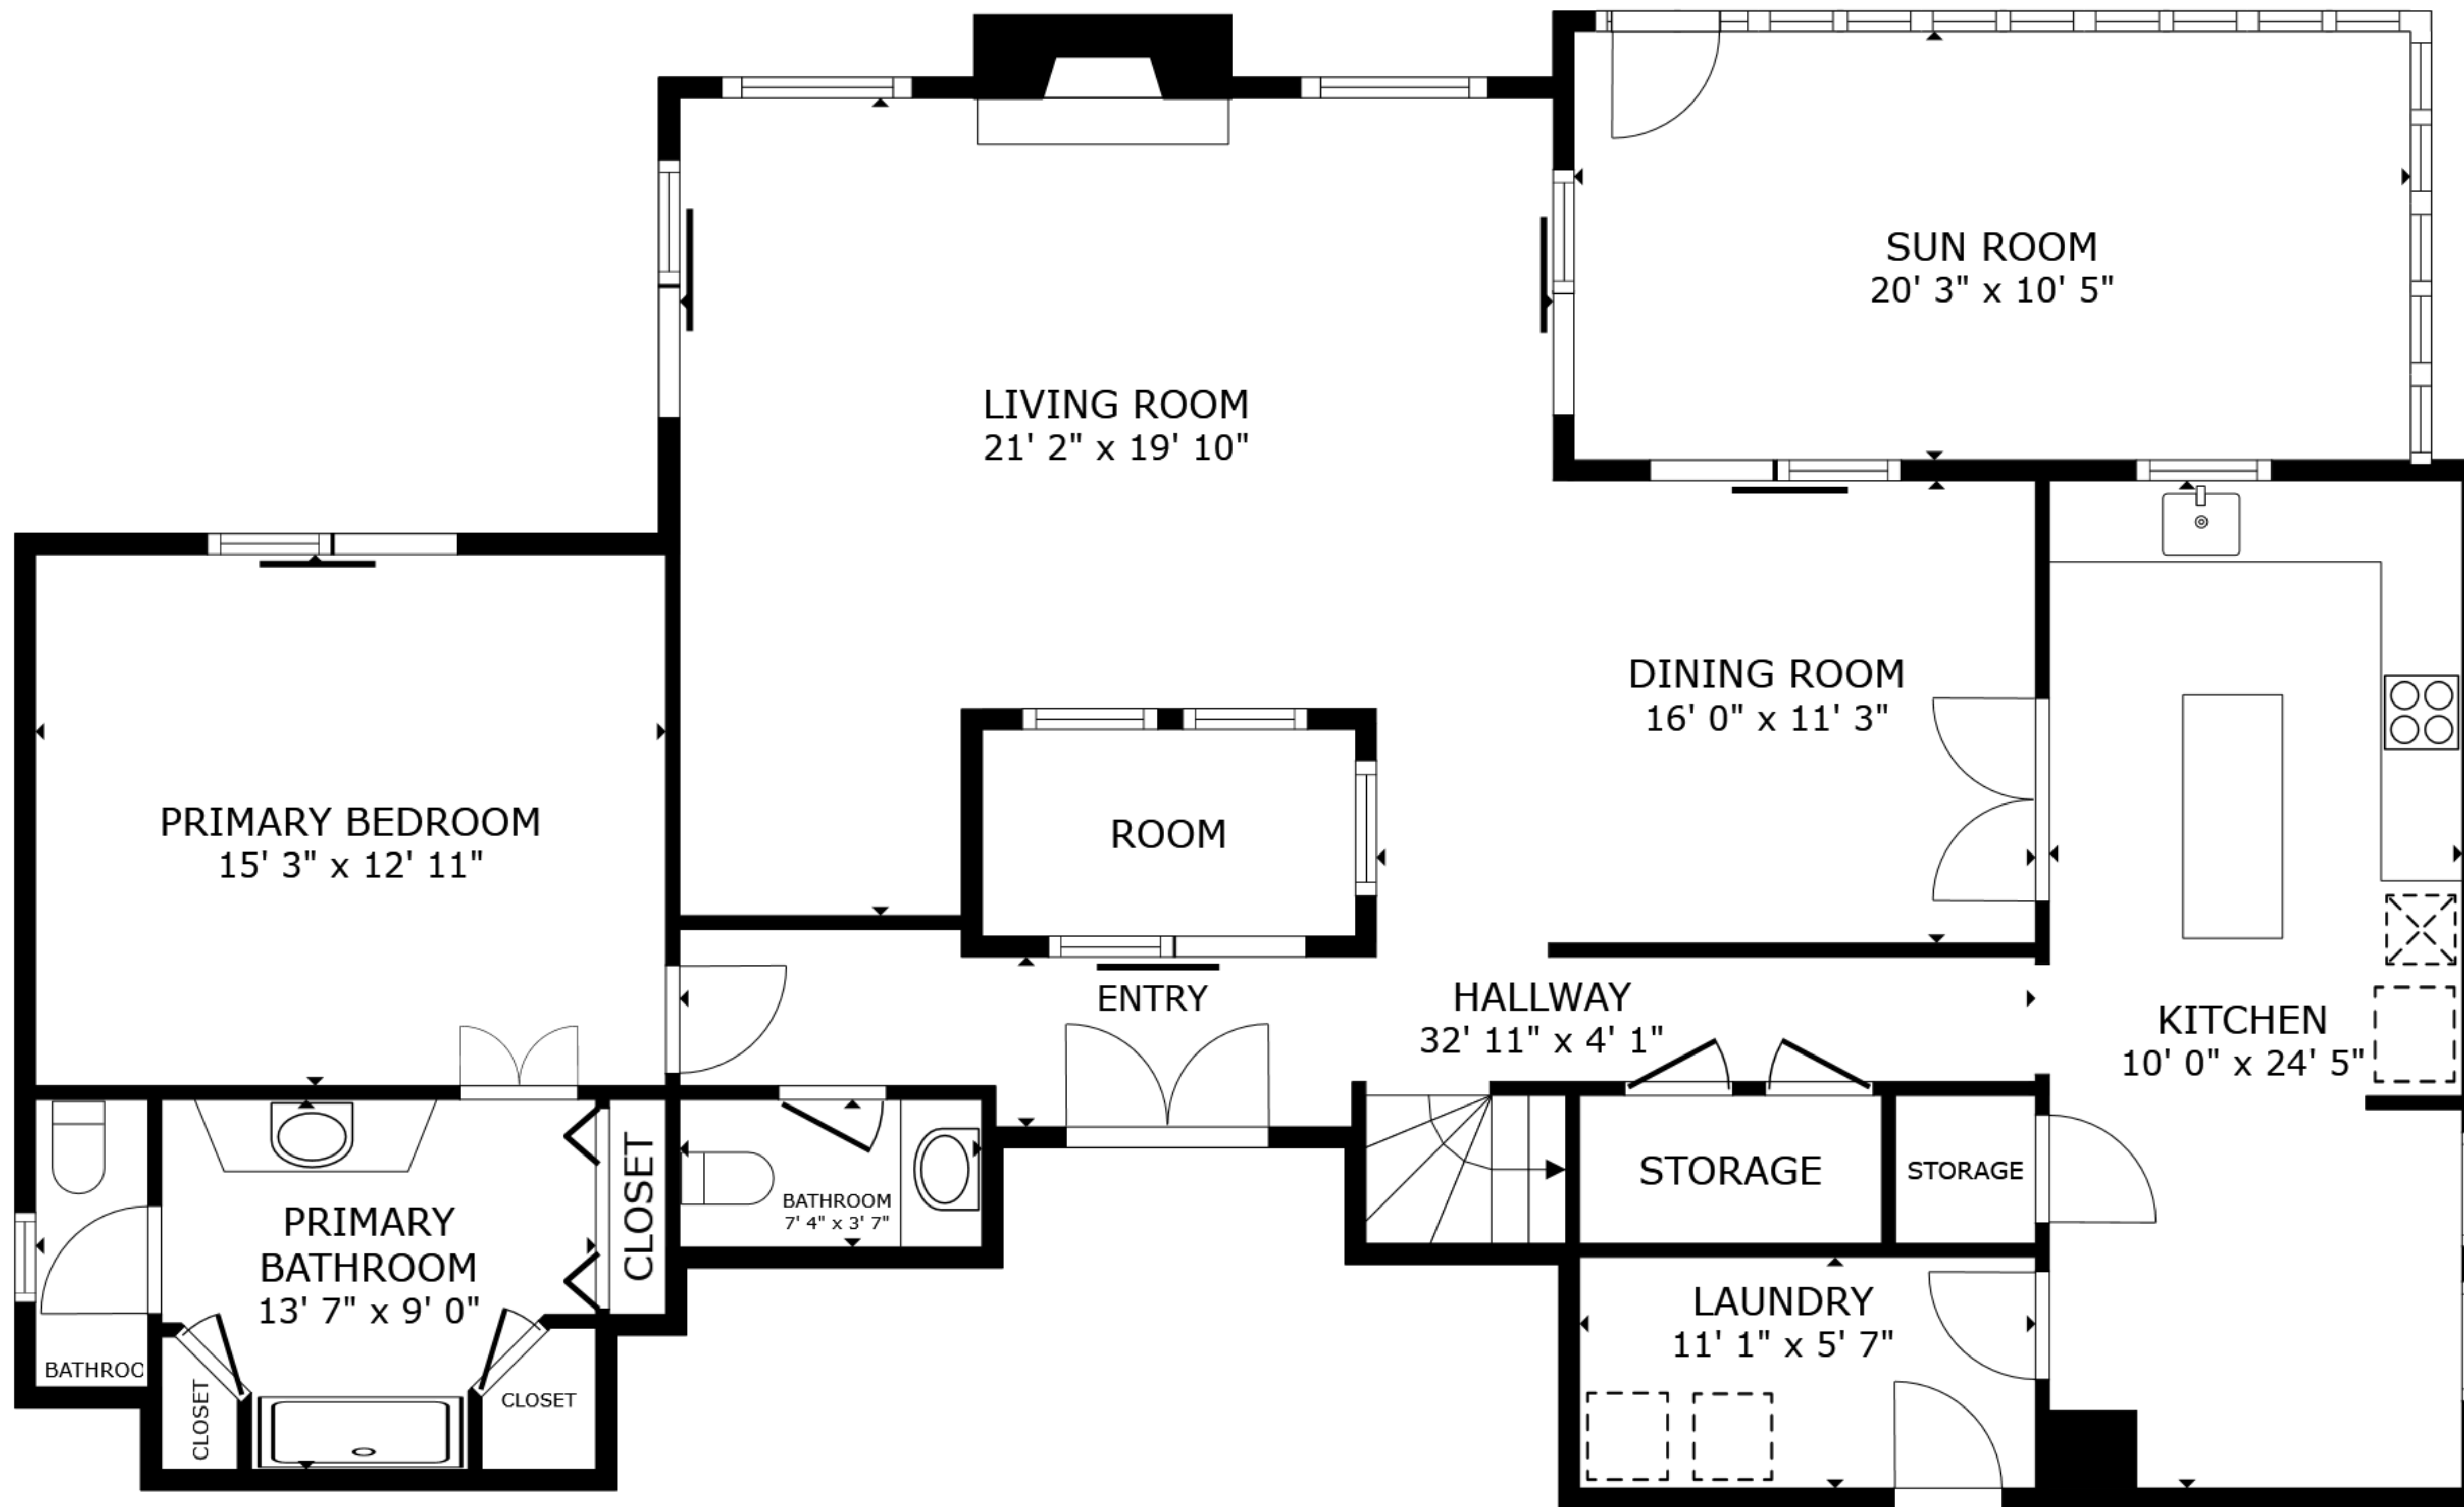 SUN ROOM
20' 3" x 10' 5"
LIVING ROOM
21' 2" x 19' 10"
DINING ROOM
16' 0" x 11' 3"
PRIMARY BEDROOM
15' 3" x 12' 11"
ROOM
ENTRY
HALLWAY
32' 11" x 4' 1"
KITCHEN
10' 0" x 24' 5"
PRIMARY
BATHROOM
13' 7" x 9' 0"
CLOSET
BATHROOM
7' 4" x 3' 7"
STORAGE
STORAGE
LAUNDRY
11' 1" x 5' 7"
BATHROO
CLOSET
CLOSET